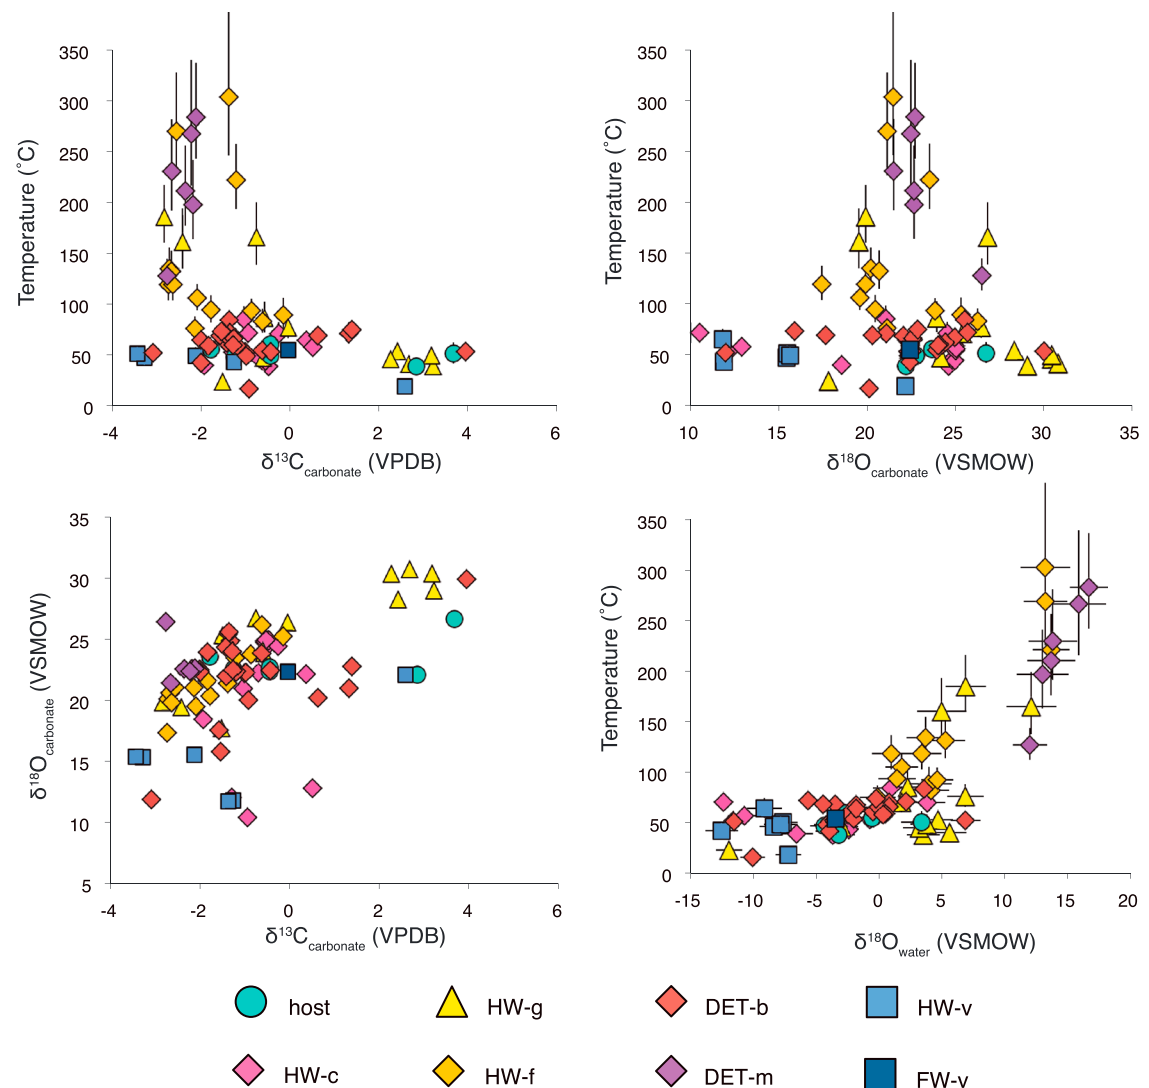 350
300
250
200
150
100
50
0
Temperature (˚C)
-4 -2 0 2 4 6
δ13Ccarbonate (VPDB)
350
300
250
200
150
100
50
0
Temperature (˚C)
10 15 20 25 30 35
δ18Ocarbonate (VSMOW)
35
30
25
20
15
10
5
δ18Ocarbonate (VSMOW)
-4 -2 0 2 4 6
δ13Ccarbonate (VPDB)
350
300
250
200
150
100
50
0
Temperature (˚C)
-15 -10 -5 0 5 10 15 20
δ18Owater (VSMOW)
host HW-g DET-b HW-v
HW-c HW-f DET-m FW-v